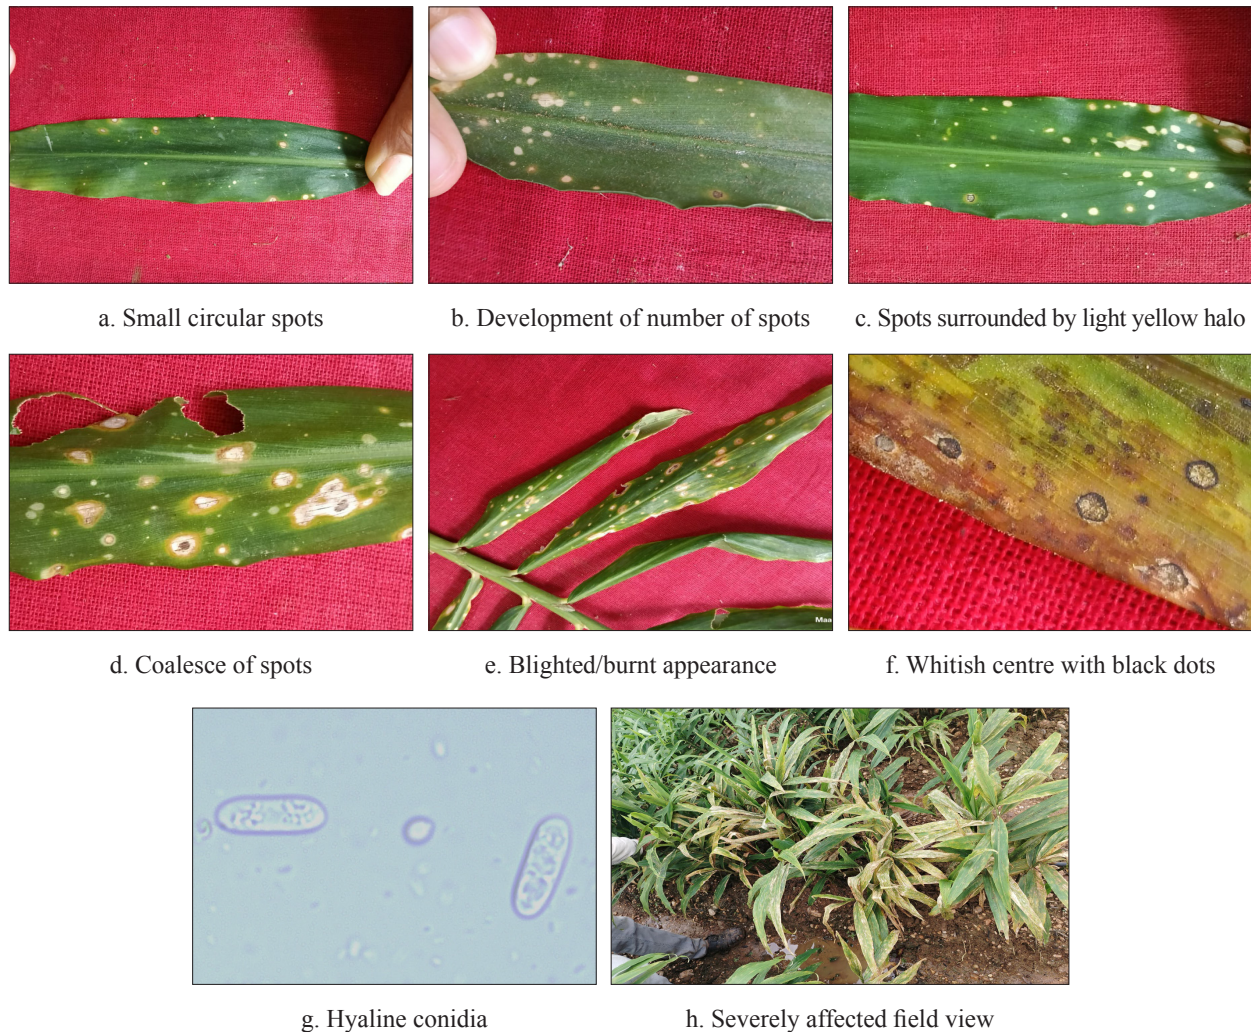 a. Small circular spots
b. Development of number of spots
c. Spots surrounded by light yellow halo
d. Coalesce of spots
Maa
e. Blighted/burnt appearance
f. Whitish centre with black dots
g. Hyaline conidia
h. Severely affected field view